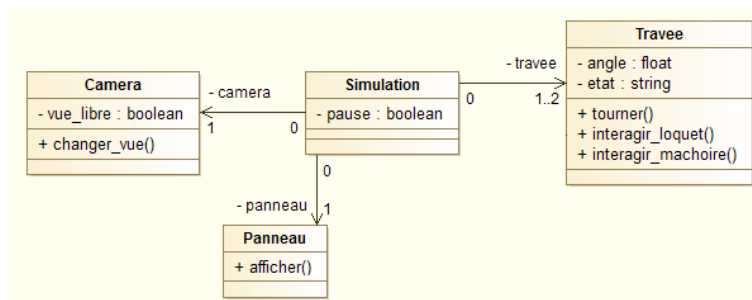 Camera
- vue_libre : boolean
+ changer_vue()
- camera
1
0
Simulation
- pause : boolean
0
- travee
1..2
Travee
- angle : float
- etat : string
+ tourner()
+ interagir_loquet()
+ interagir_machoire()
0
- panneau
1
Panneau
+ afficher()